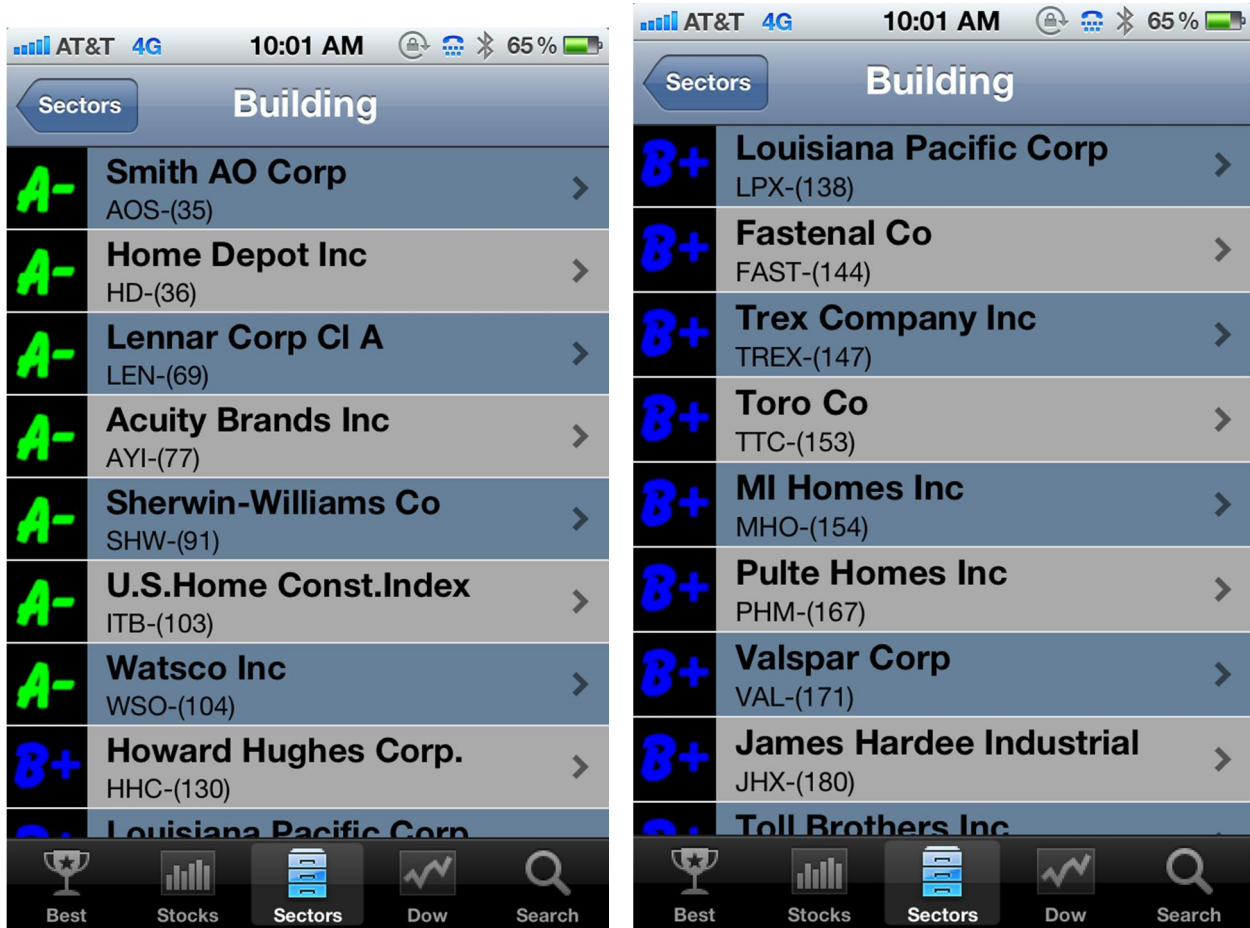 AT&T 4G 10:01 AM 65%
Sectors Building
A- Smith AO Corp
AOS-(35)
A- Home Depot Inc
HD-(36)
A- Lennar Corp Cl A
LEN-(69)
A- Acuity Brands Inc
AYI-(77)
A- Sherwin-Williams Co
SHW-(91)
A- U.S.Home Const.Index
ITB-(103)
A- Watsco Inc
WSO-(104)
B+ Howard Hughes Corp.
HHC-(130)
B+ Louisiana Pacific Corp
Best Stocks Sectors Dow Search
AT&T 4G 10:01 AM 65%
Sectors Building
B+ Louisiana Pacific Corp
LPX-(138)
B+ Fastenal Co
FAST-(144)
B+ Trex Company Inc
TREX-(147)
B+ Toro Co
TTC-(153)
B+ MI Homes Inc
MHO-(154)
B+ Pulte Homes Inc
PHM-(167)
B+ Valspar Corp
VAL-(171)
B+ James Hardee Industrial
JHX-(180)
B+ Toll Brothers Inc
Best Stocks Sectors Dow Search